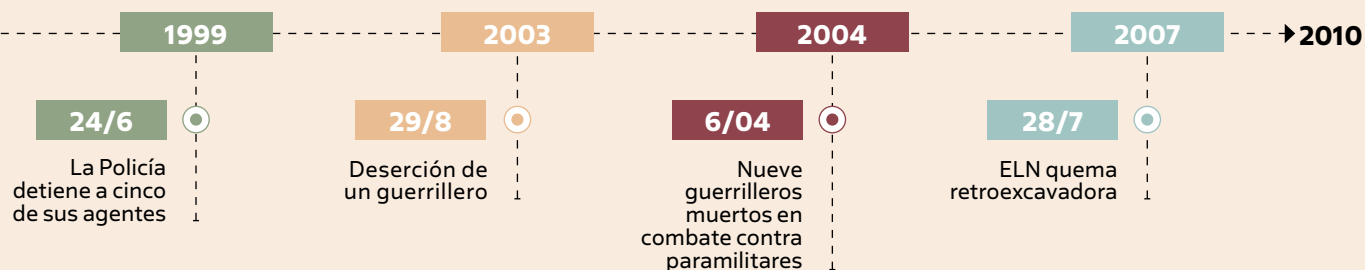 1999
2003
2004
2007
2010
24/6
La Policía
detiene a cinco
de sus agentes
29/8
Deserción de
un guerrillero
6/04
Nueve
guerrilleros
muertos en
combate contra
paramilitares
28/7
ELN quema
retroexcavadora